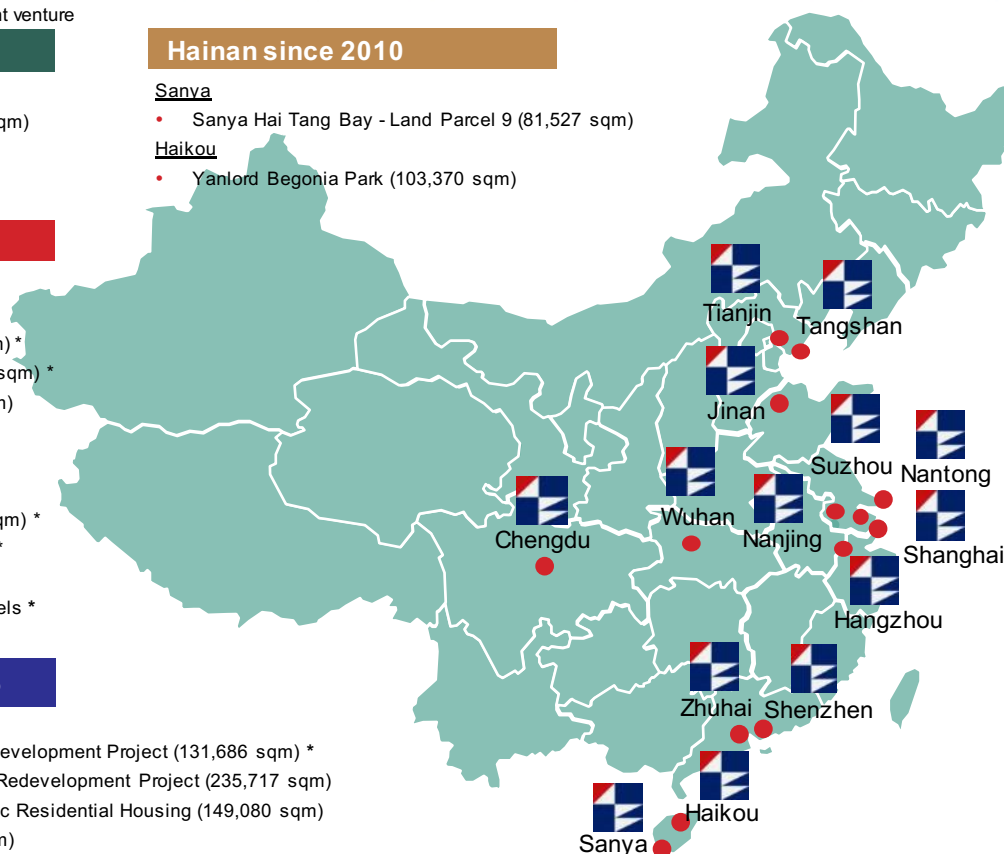 nt venture
Hainan since 2010
Sanya
• Sanya Hai Tang Bay - Land Parcel 9 (81,527 sqm)
Haikou
• Yanlord Begonia Park (103,370 sqm)
qm)
m) *
sqm) *
m)
qm) *
*
els *
evelopment Project (131,686 sqm) *
Redevelopment Project (235,717 sqm)
c Residential Housing (149,080 sqm)
m)
Tianjin
Tangshan
Jinan
Suzhou
Nantong
Chengdu
Wuhan
Nanjing
Shanghai
Hangzhou
Zhuhai
Shenzhen
Haikou
Sanya